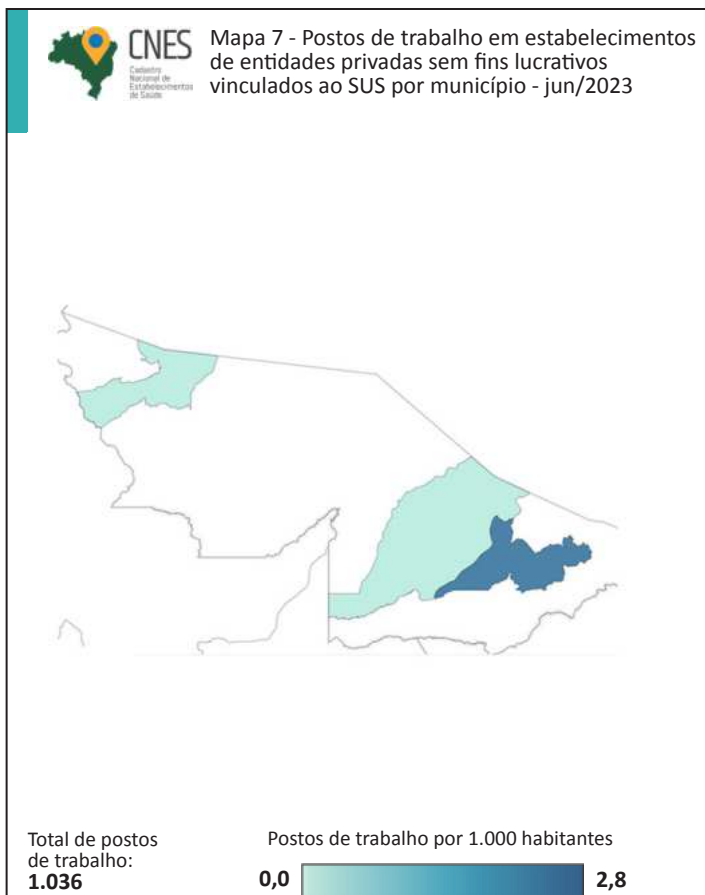 CNES
Cadastro
Nacional de
Estabelecimentos
de Saúde
Mapa 7 - Postos de trabalho em estabelecimentos
de entidades privadas sem fins lucrativos
vinculados ao SUS por município - jun/2023
Total de postos
de trabalho:
1.036
Postos de trabalho por 1.000 habitantes
0,0
2,8